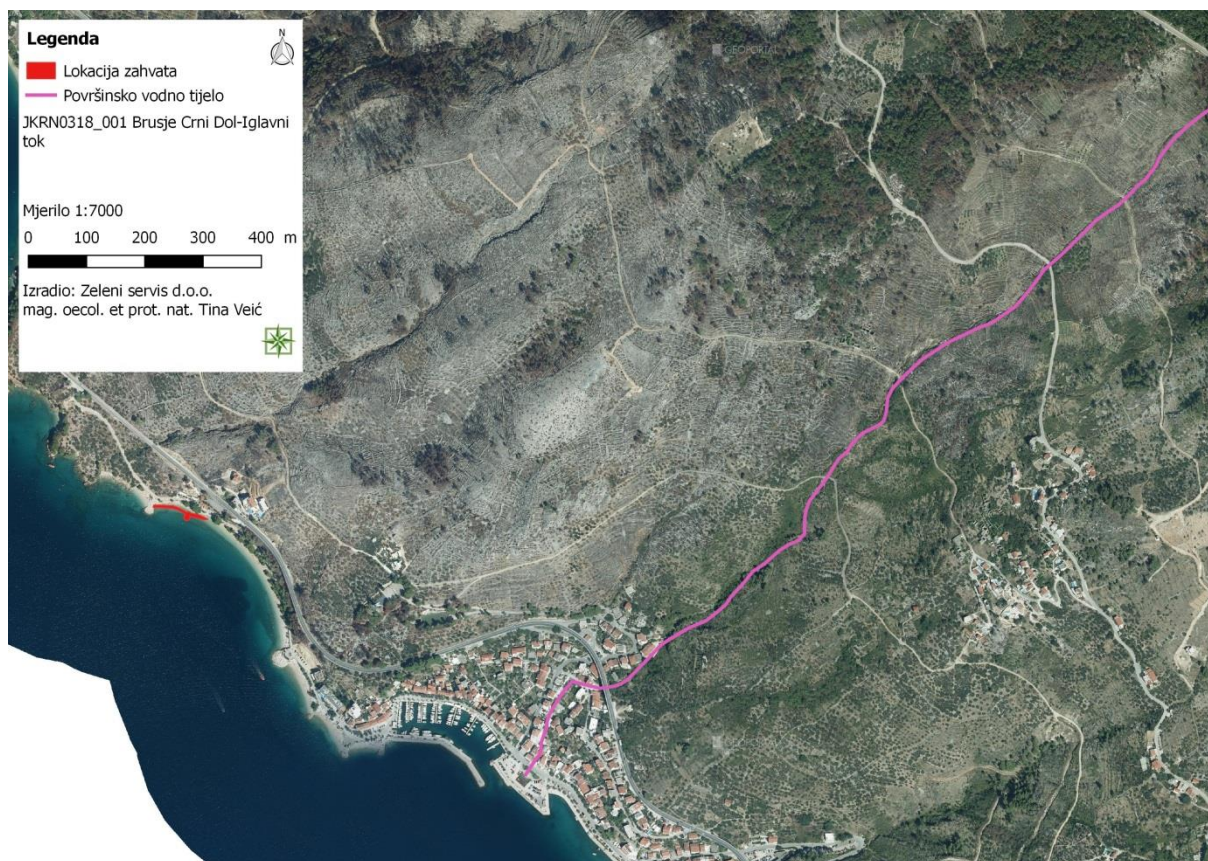 Legenda
N
Lokacija zahvata
Površinsko vodno tijelo
JKRN0318_001 Brusje Crni Dol-Iglavni
tok
Mjerilo 1:7000
0 100 200 300 400 m
Izradio: Zeleni servis d.o.o.
mag. oecol. et prot. nat. Tina Veić
GEOPORTAL